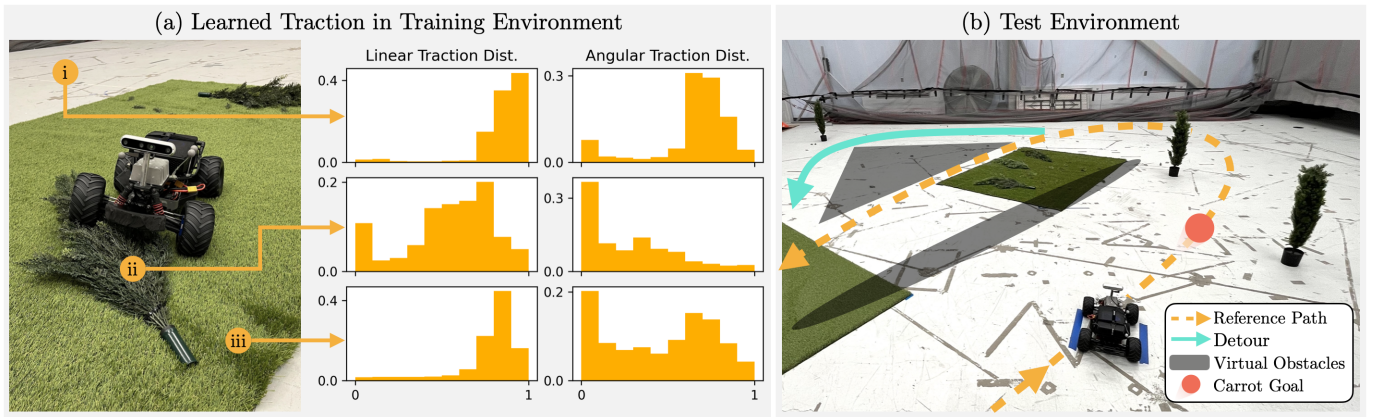 (a) Learned Traction in Training Environment
(b) Test Environment
Linear Traction Dist.
Angular Traction Dist.
i
ii
iii
0.4
0.0
0.3
0.0
0.2
0.0
0.3
0.0
0.4
0.0
0.2
0.0
0
1
0
1
Reference Path
Detour
Virtual Obstacles
Carrot Goal